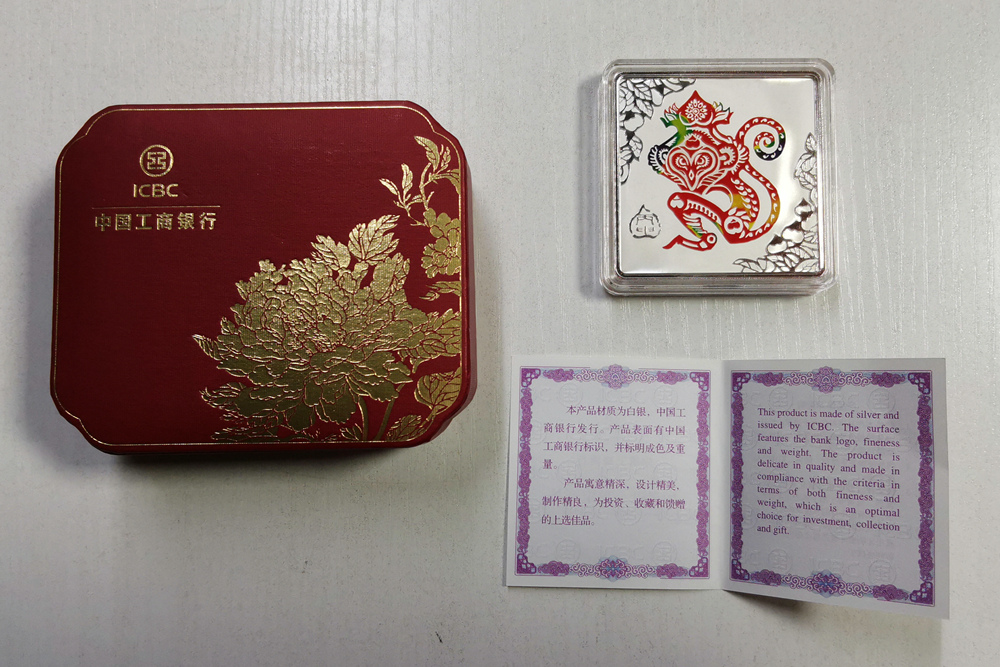 ICBC
中国工商银行
本产品材质为白银，中国工
商银行发行。产品表面有中国
工商银行标识，并标明成色及重
量。
产品寓意精深，设计精美，
制作精良，为投资、收藏和馈赠
的上选佳品。
This product is made of silver and
issued by ICBC. The surface
features the bank logo, fineness
and weight. The product is
delicate in quality and made in
compliance with the criteria in
terms of both fineness and
weight, which is an optimal
choice for investment, collection
and gift.